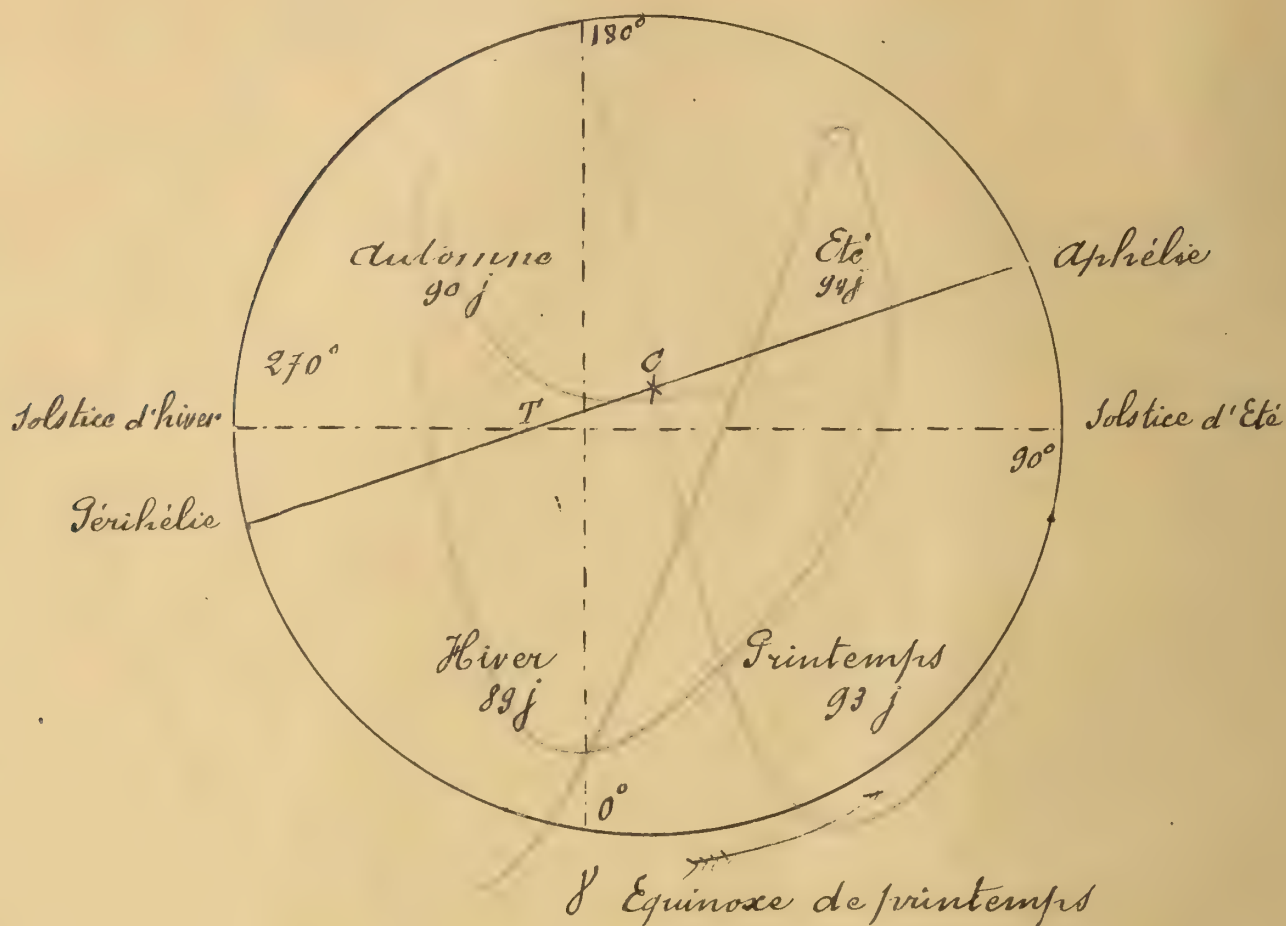 180°
Automne
90 j
Eté
94 j
Aphélie
270°
C
Solstice d'hiver
T
Solstice d'Eté
90°
Périhélie
Hiver
89 j
Printemps
93 j
0°
γ Equinoxe de printemps